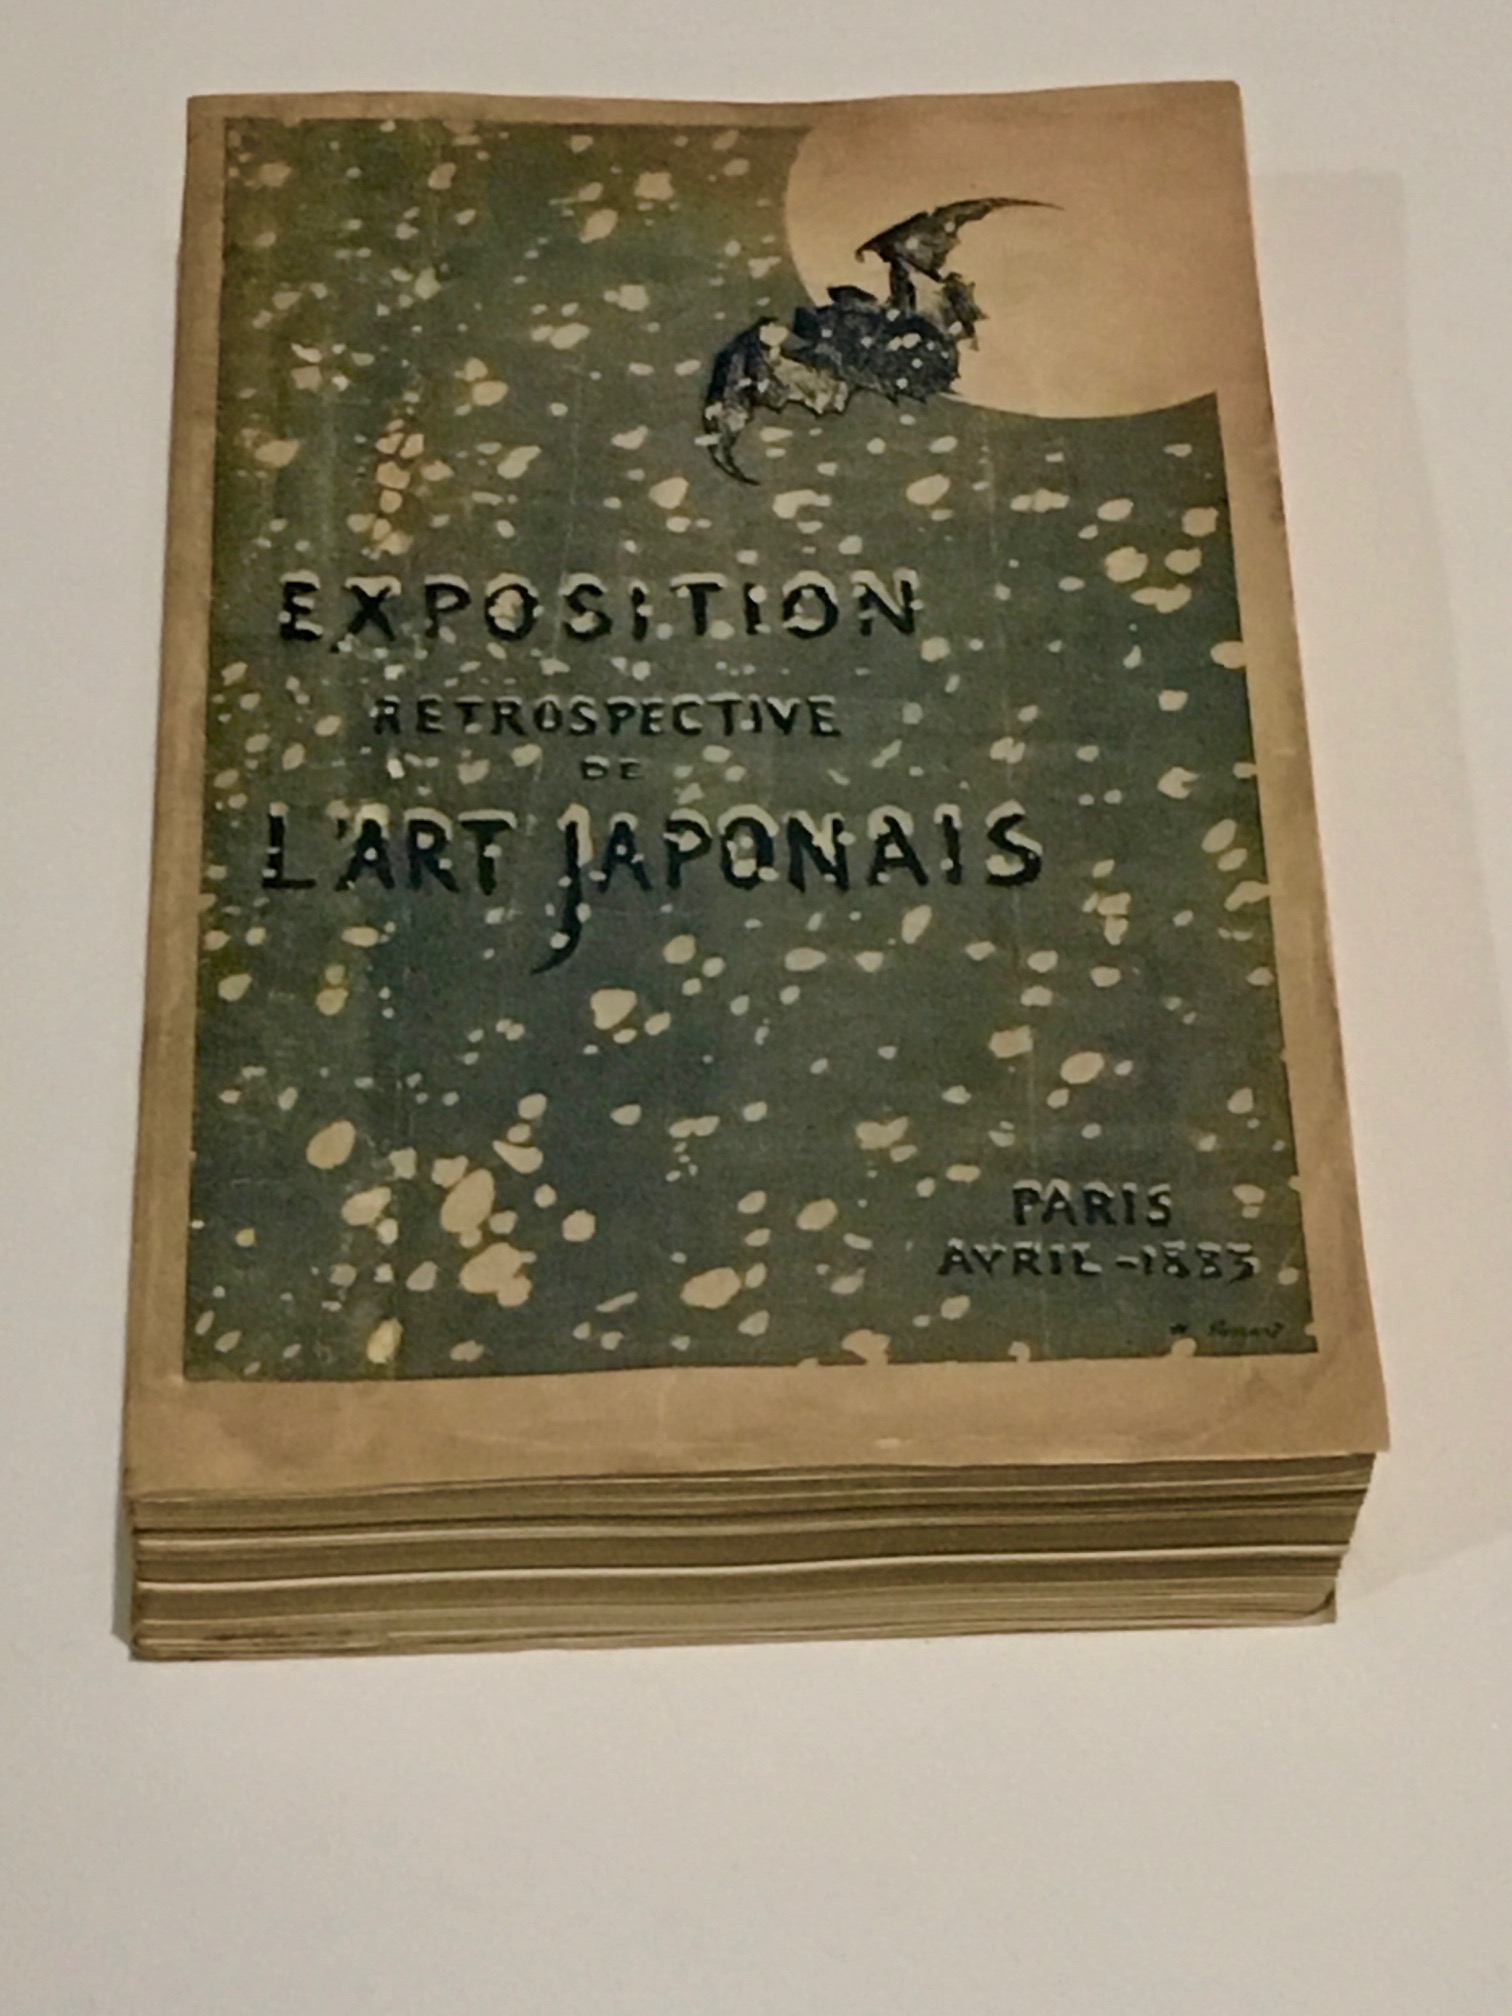 EXPOSITION
RETROSPECTIVE
DE
L'ART JAPONAIS
PARIS
AVRIL-1883